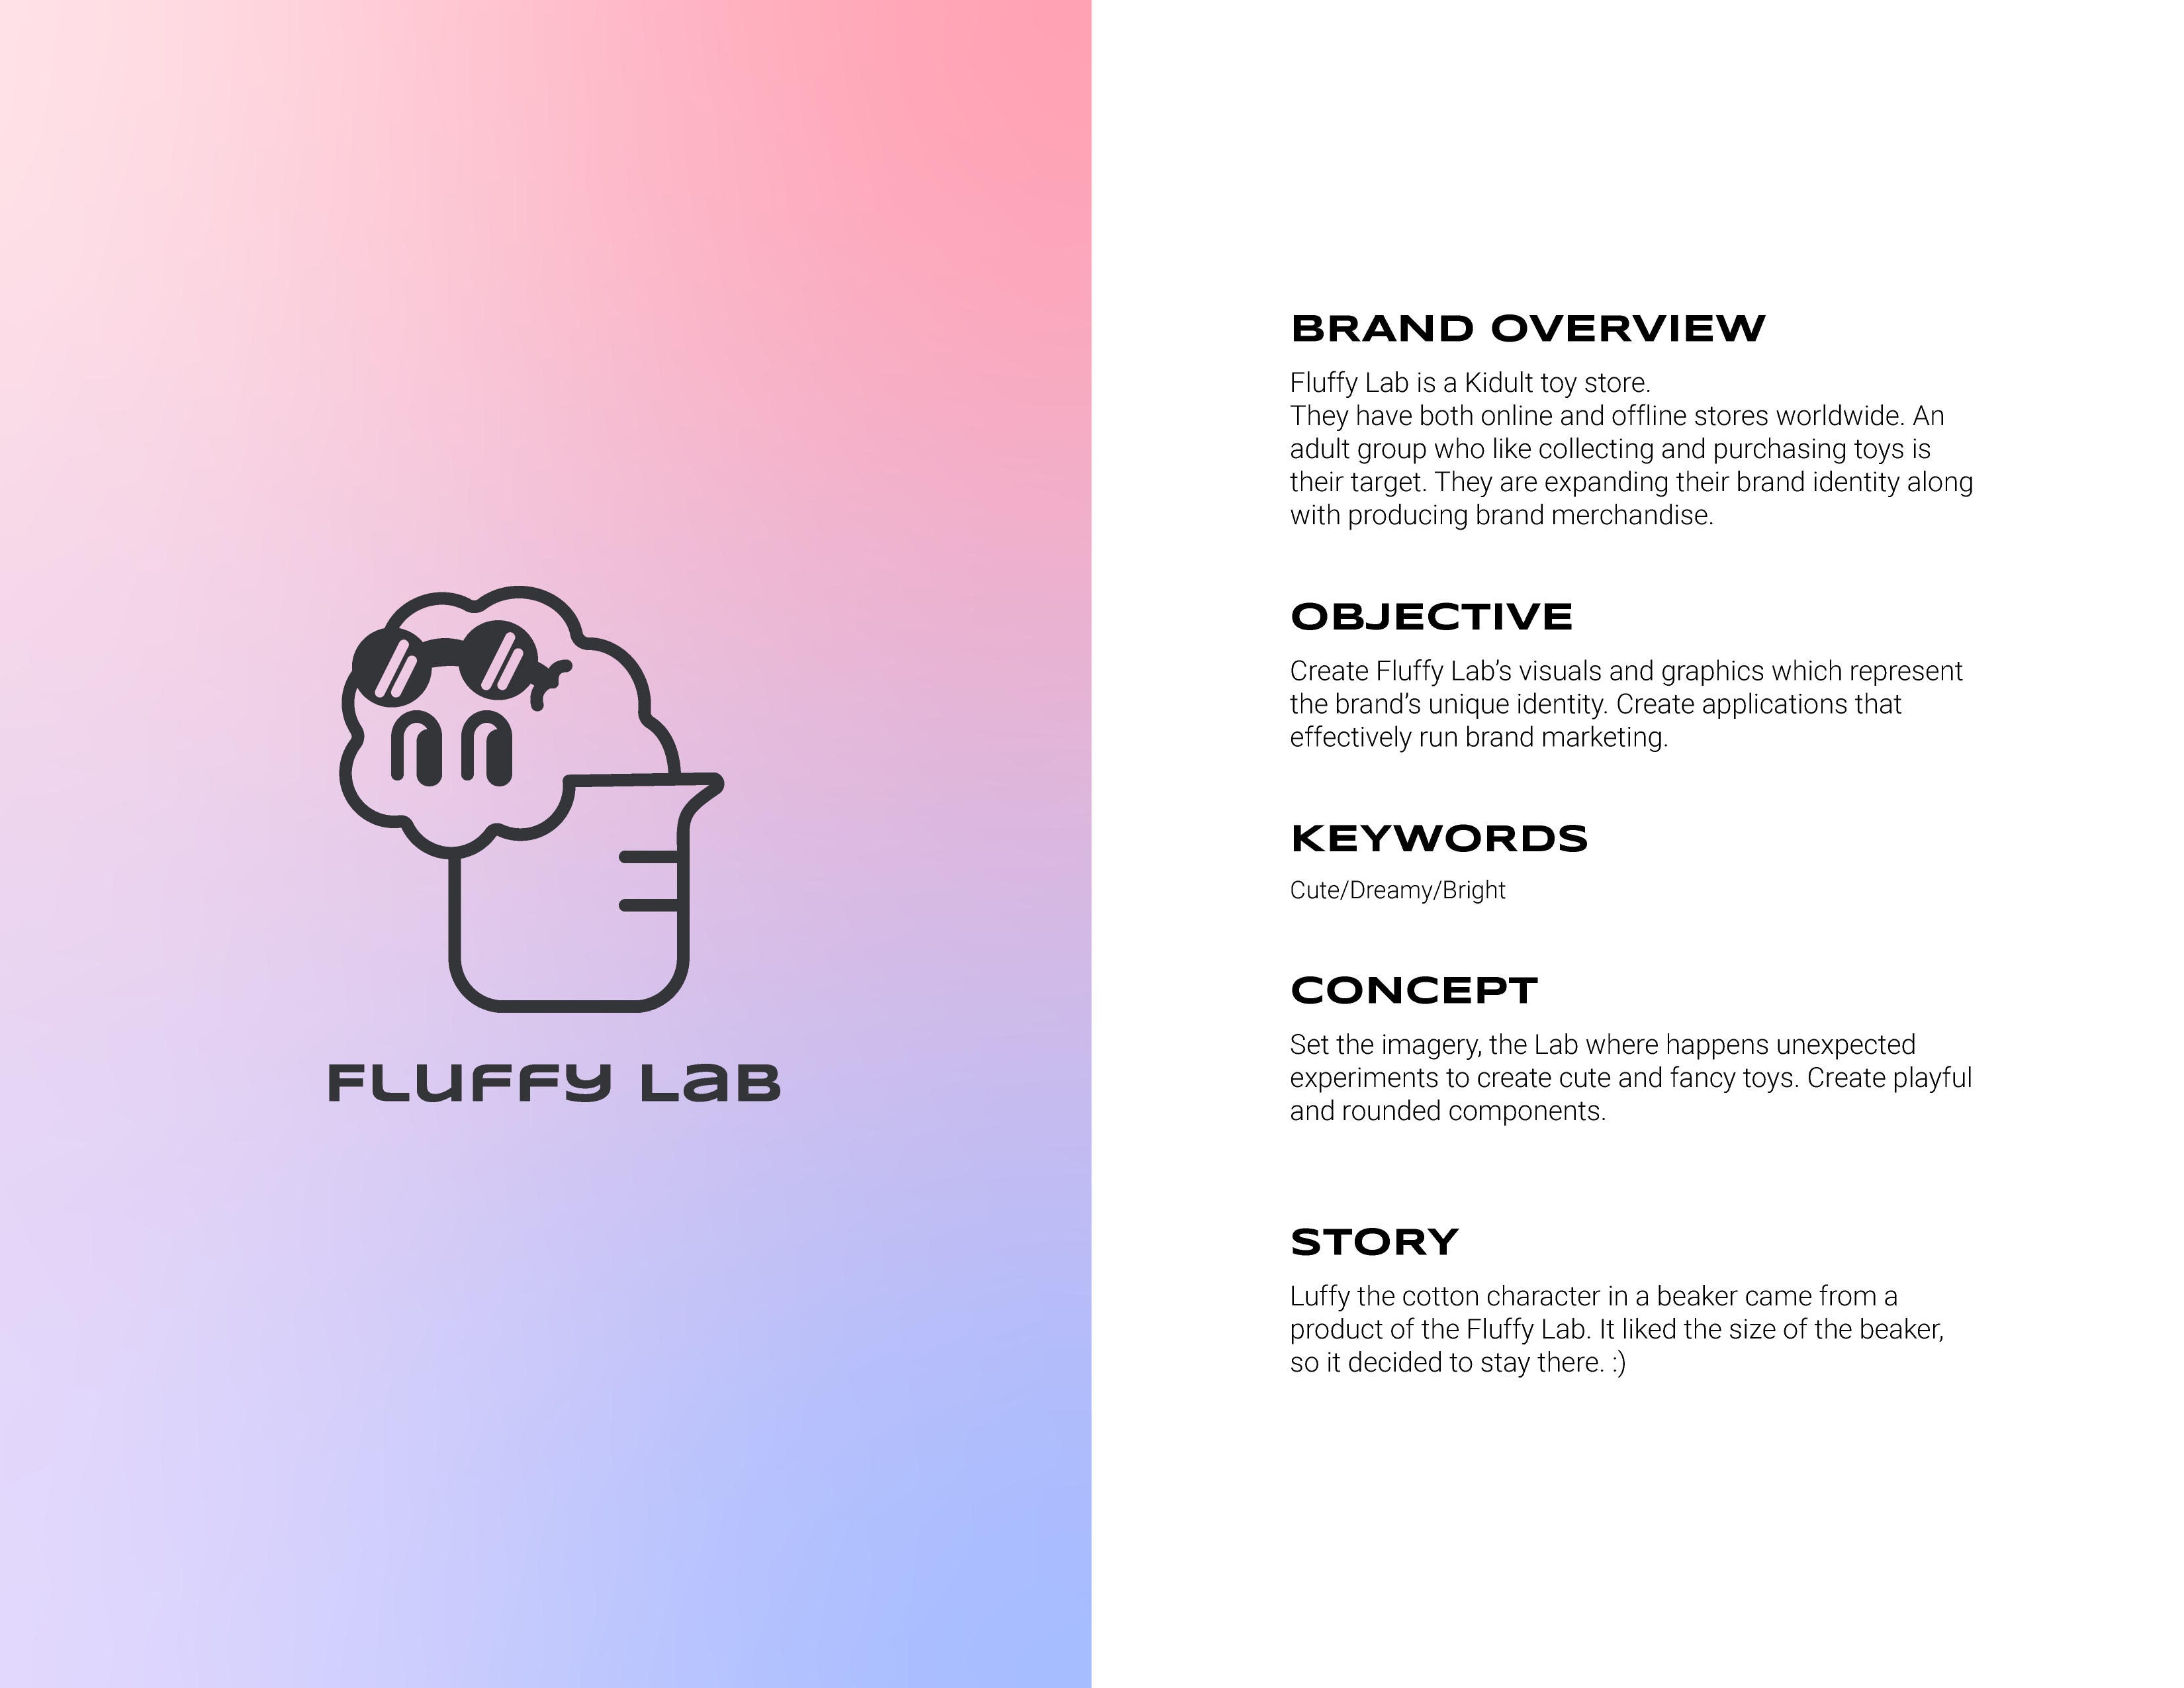 FLUFFY LaB
BRAND OVERVIEW
Fluffy Lab is a Kidult toy store.
They have both online and offline stores worldwide. An
adult group who like collecting and purchasing toys is
their target. They are expanding their brand identity along
with producing brand merchandise.
OBJECTIVE
Create Fluffy Lab’s visuals and graphics which represent
the brand’s unique identity. Create applications that
effectively run brand marketing.
KEYWORDS
Cute/Dreamy/Bright
CONCEPT
Set the imagery, the Lab where happens unexpected
experiments to create cute and fancy toys. Create playful
and rounded components.
STORY
Luffy the cotton character in a beaker came from a
product of the Fluffy Lab. It liked the size of the beaker,
so it decided to stay there. :)